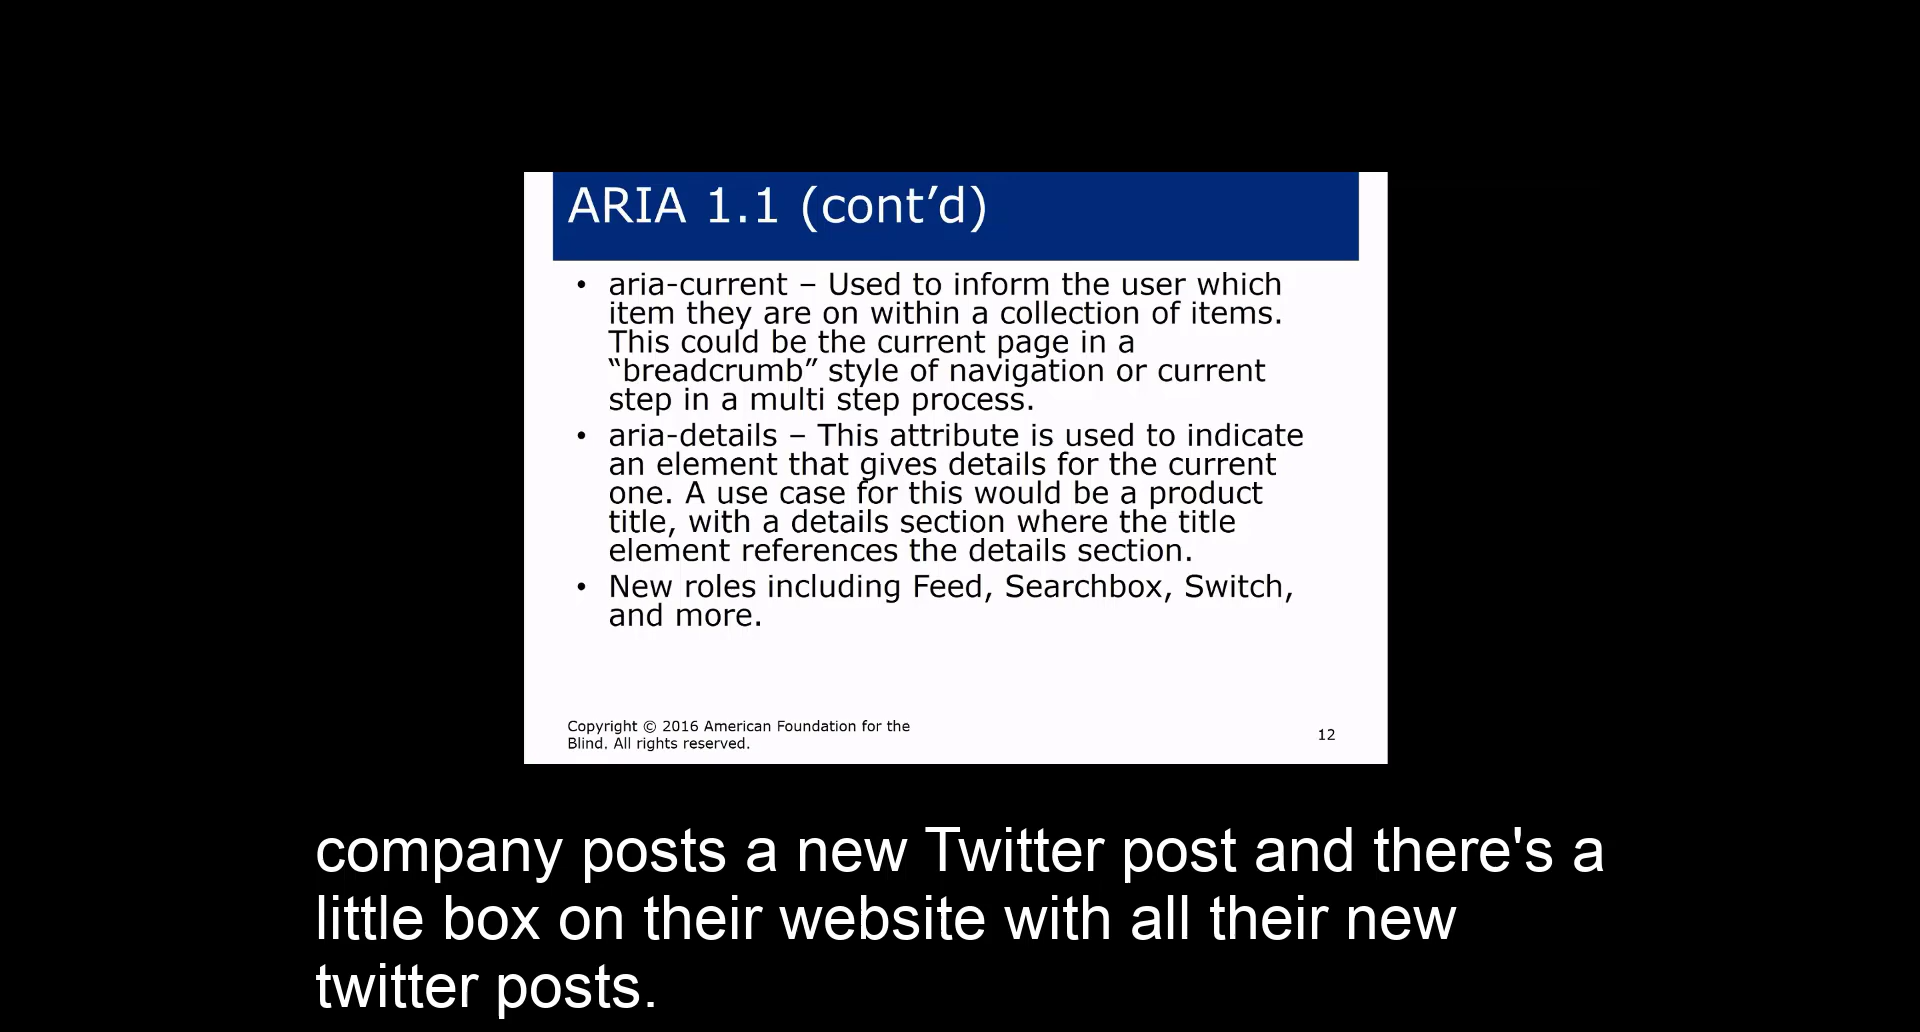 ARIA 1.1 (cont’d)
• aria-current – Used to inform the user which
item they are on within a collection of items.
This could be the current page in a
“breadcrumb” style of navigation or current
step in a multi step process.
• aria-details – This attribute is used to indicate
an element that gives details for the current
one. A use case for this would be a product
title, with a details section where the title
element references the details section.
• New roles including Feed, Searchbox, Switch,
and more.
Copyright © 2016 American Foundation for the
Blind. All rights reserved.
12
company posts a new Twitter post and there's a
little box on their website with all their new
twitter posts.